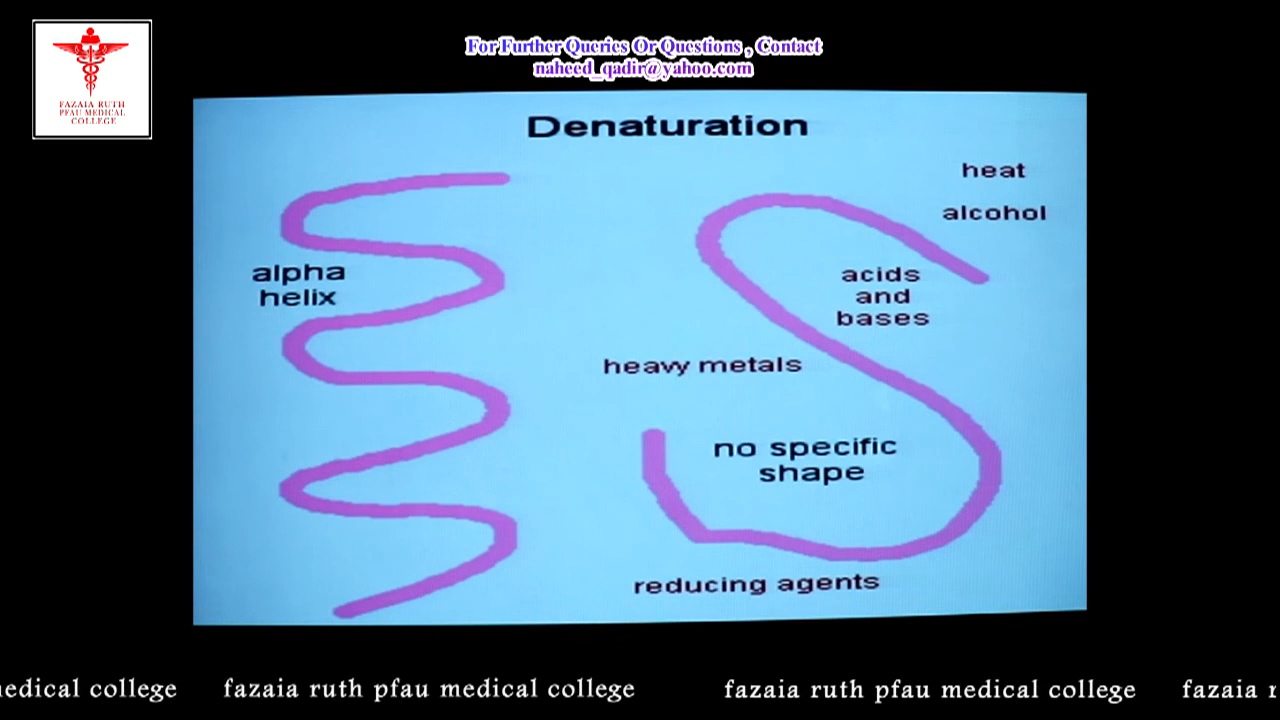 For Further Queries Or Questions , Contact
naheed_qadir@yahoo.com
FAZAIA RUTH
PFAU MEDICAL
COLLEGE
Denaturation
heat
alcohol
alpha
helix
acids
and
bases
heavy metals
no specific
shape
reducing agents
medical college fazaia ruth pfau medical college fazaia ruth pfau medical college fazaia r